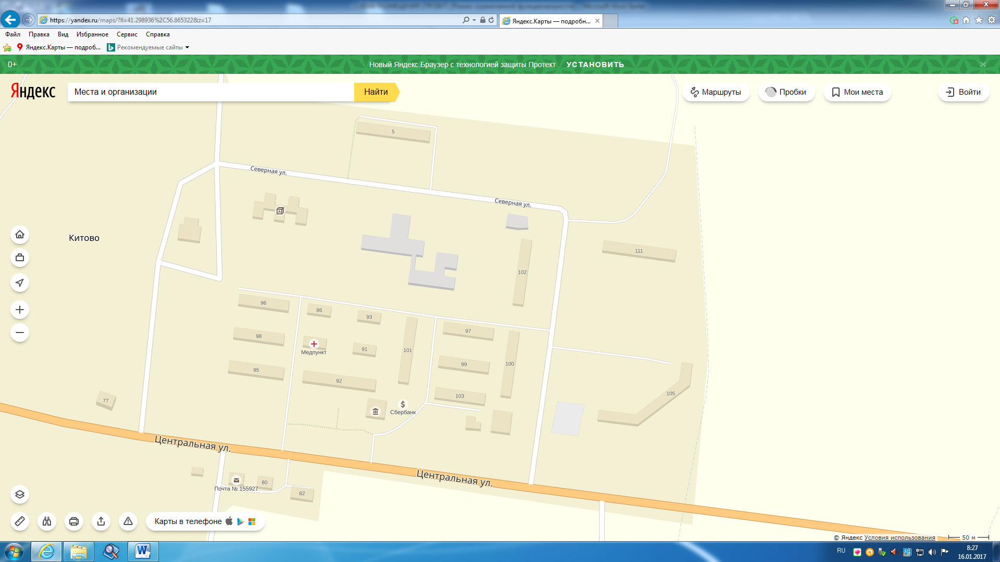 https://yandex.ru/maps/?ll=41.298936%2C56.865322&z=17
Яндекс.Карты — подробн...
Файл Правка Вид Избранное Сервис Справка
Яндекс.Карты — подроб... Рекомендуемые сайты
0+ Новый Яндекс.Браузер с технологией защиты Протект УСТАНОВИТЬ
Яндекс Места и организации Найти Маршруты Пробки Мои места Войти
5
Северная ул.
Северная ул.
Китово
111
102
96
86
93
97
98
91
101
Медпункт
99
100
95
92
103
105
77
Сбербанк
Центральная ул.
Центральная ул.
80
Почта № 155927
82
Карты в телефоне
© Яндекс Условия использования 50 м
RU
8:27
16.01.2017